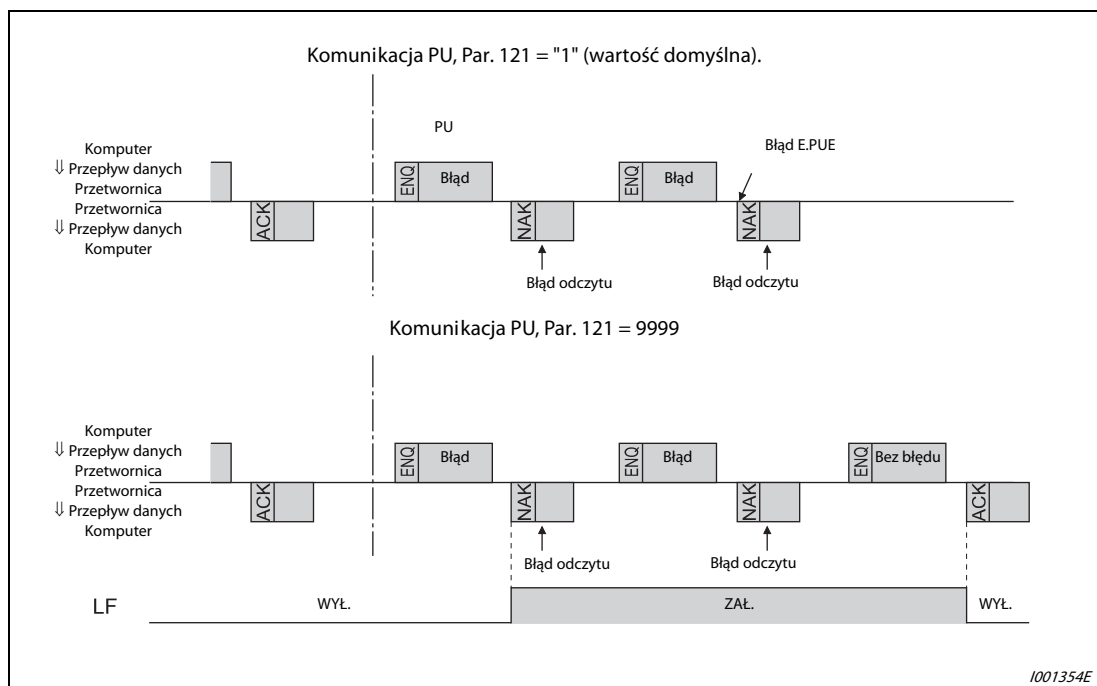 Komunikacja PU, Par. 121 = "1" (wartość domyślna).
PU
Błąd E.PUE
Komputer
⇓ Przepływ danych
Przetwornica
Przetwornica
⇓ Przepływ danych
Komputer
ENQ
Błąd
ENQ
Błąd
ACK
NAK
NAK
Błąd odczytu
Błąd odczytu
Komunikacja PU, Par. 121 = 9999
Komputer
⇓ Przepływ danych
Przetwornica
Przetwornica
⇓ Przepływ danych
Komputer
ENQ
Błąd
ENQ
Błąd
ENQ
Bez błędu
ACK
NAK
NAK
ACK
Błąd odczytu
Błąd odczytu
LF
WYŁ.
ZAŁ.
WYŁ.
I001354E